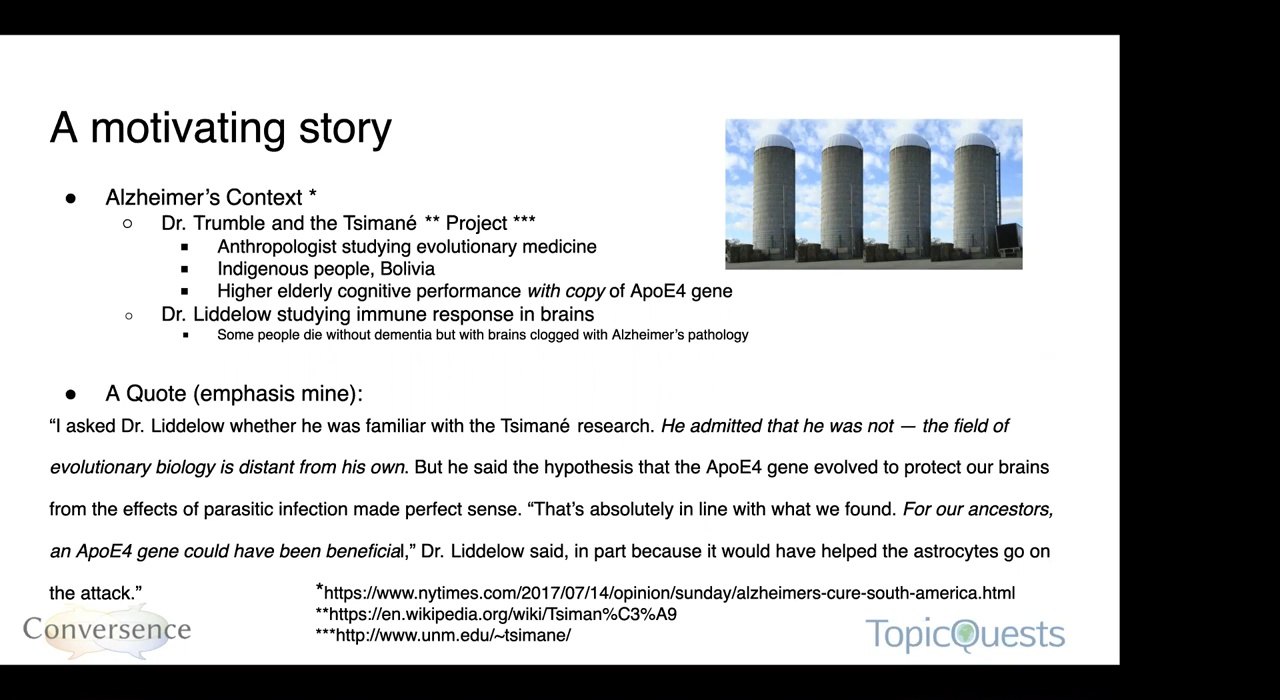 A motivating story
● Alzheimer's Context *
○ Dr. Trumble and the Tsimané ** Project ***
■ Anthropologist studying evolutionary medicine
■ Indigenous people, Bolivia
■ Higher elderly cognitive performance with copy of ApoE4 gene
○ Dr. Liddelow studying immune response in brains
■ Some people die without dementia but with brains clogged with Alzheimer's pathology
● A Quote (emphasis mine):
“I asked Dr. Liddelow whether he was familiar with the Tsimané research. He admitted that he was not — the field of
evolutionary biology is distant from his own. But he said the hypothesis that the ApoE4 gene evolved to protect our brains
from the effects of parasitic infection made perfect sense. “That’s absolutely in line with what we found. For our ancestors,
an ApoE4 gene could have been beneficial,” Dr. Liddelow said, in part because it would have helped the astrocytes go on
the attack.”
*https://www.nytimes.com/2017/07/14/opinion/sunday/alzheimers-cure-south-america.html
**https://en.wikipedia.org/wiki/Tsiman%C3%A9
***http://www.unm.edu/~tsimane/
Conversence
TopicQuests